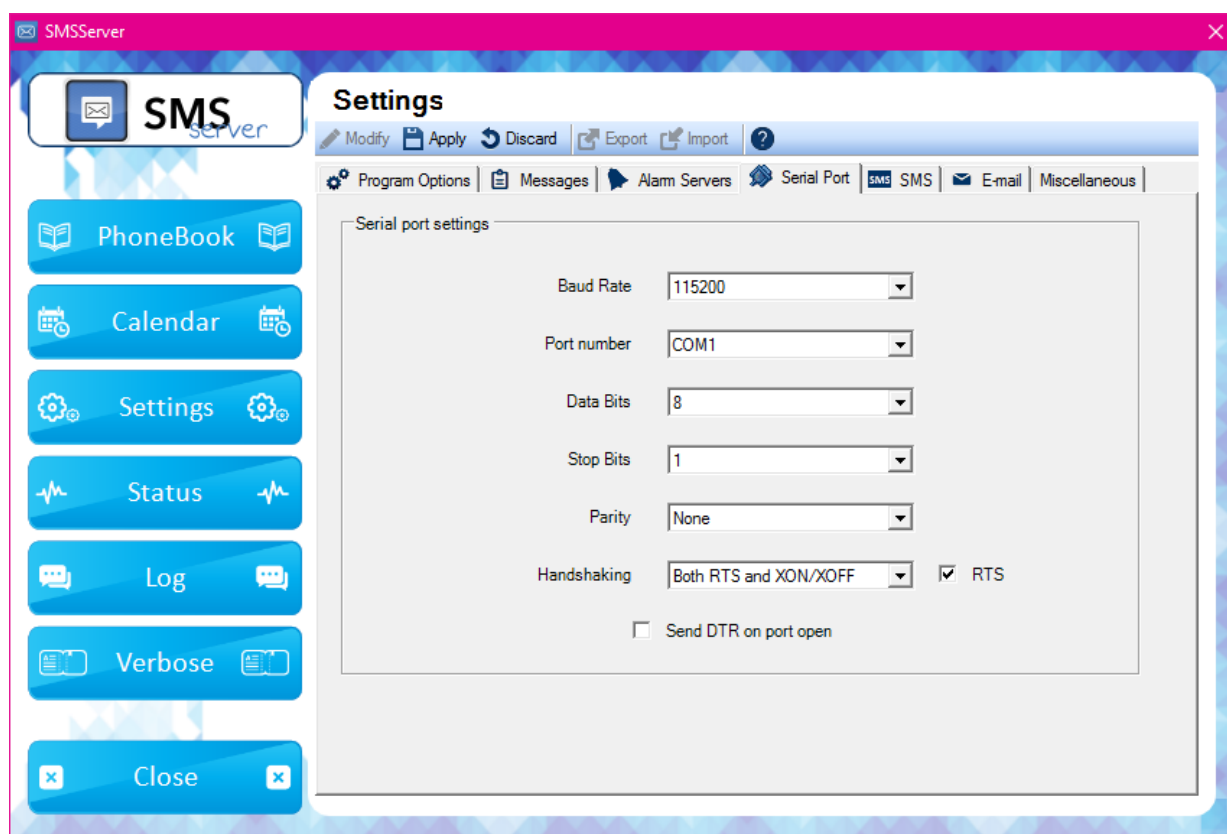 SMSServer
SMS
server
Settings
Modify Apply Discard Export Import ?
Program Options Messages Alarm Servers Serial Port SMS SMS E-mail Miscellaneous
PhoneBook
Calendar
Settings
Status
Log
Verbose
Close
Serial port settings
Baud Rate 115200
Port number COM1
Data Bits 8
Stop Bits 1
Parity None
Handshaking Both RTS and XON/XOFF RTS
Send DTR on port open